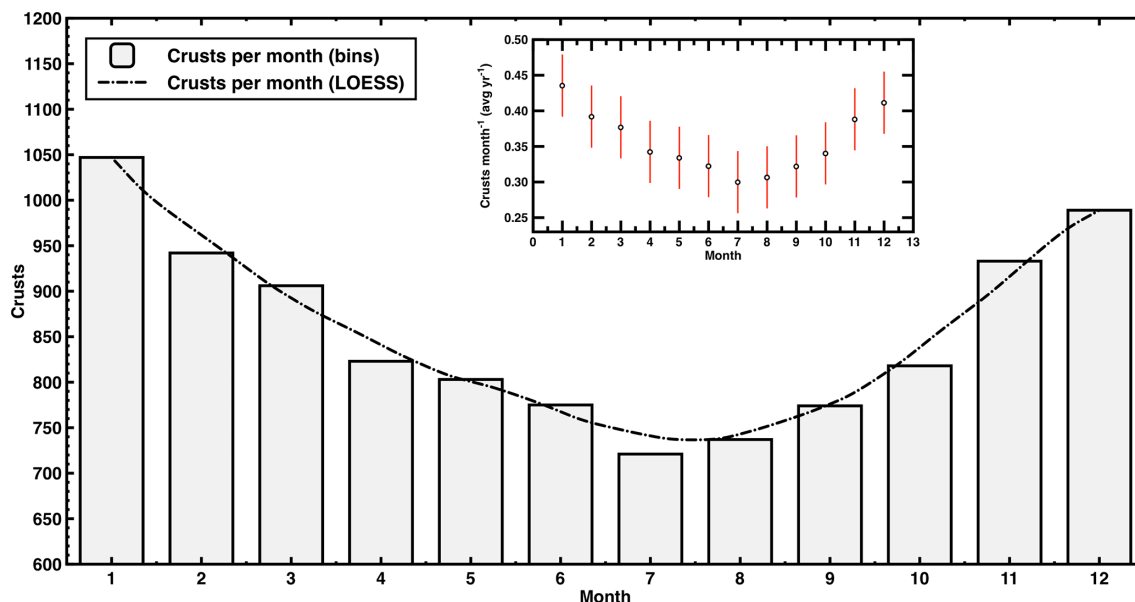 1200
1150
1100
1050
1000
950
900
850
800
750
700
650
600
Crusts
Crusts per month (bins)
Crusts per month (LOESS)
0.50
0.45
0.40
0.35
0.30
0.25
Crusts month⁻¹ (avg yr⁻¹)
0 1 2 3 4 5 6 7 8 9 10 11 12 13
Month
1 2 3 4 5 6 7 8 9 10 11 12
Month